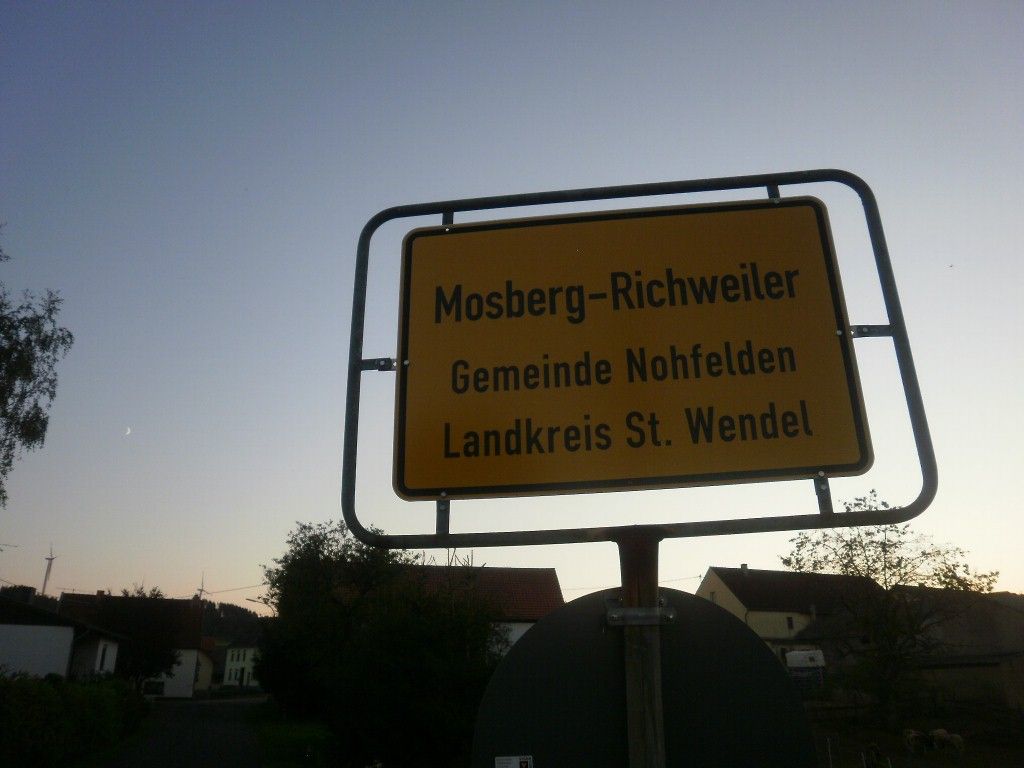 Mosberg-Richweiler
Gemeinde Nohfelden
Landkreis St. Wendel